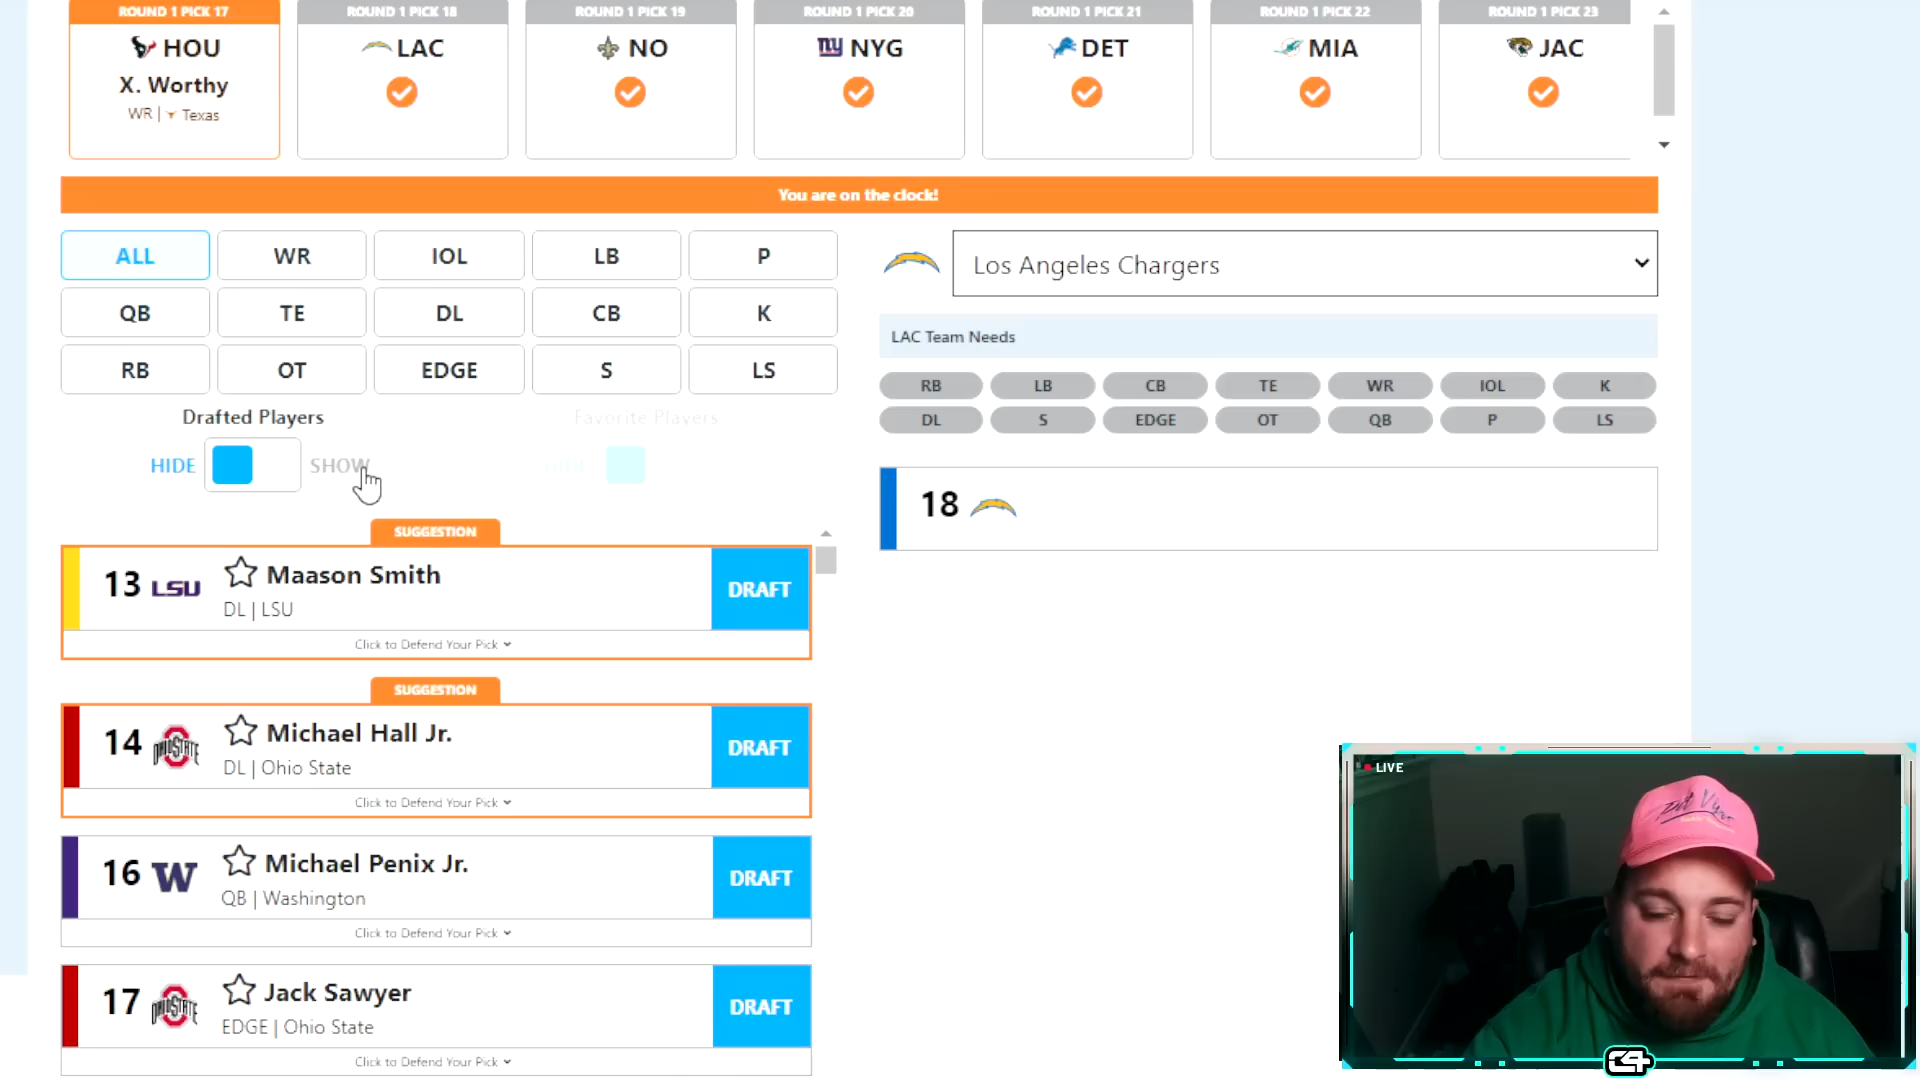 ROUND 1 PICK 17
HOU
X. Worthy
WR | Texas
ROUND 1 PICK 18
LAC
ROUND 1 PICK 19
NO
ROUND 1 PICK 20
NYG
ROUND 1 PICK 21
DET
ROUND 1 PICK 22
MIA
ROUND 1 PICK 23
JAC
You are on the clock!
ALL WR IOL LB P
QB TE DL CB K
RB OT EDGE S LS
Drafted Players
HIDE SHOW
Favorite Players
Los Angeles Chargers
LAC Team Needs
RB LB CB TE WR IOL K
DL S EDGE OT QB P LS
18
SUGGESTION
13 LSU Maason Smith
DL | LSU
DRAFT
Click to Defend Your Pick
SUGGESTION
14 OHIO STATE Michael Hall Jr.
DL | Ohio State
DRAFT
Click to Defend Your Pick
16 W Michael Penix Jr.
QB | Washington
DRAFT
Click to Defend Your Pick
17 OHIO STATE Jack Sawyer
EDGE | Ohio State
DRAFT
Click to Defend Your Pick
LIVE